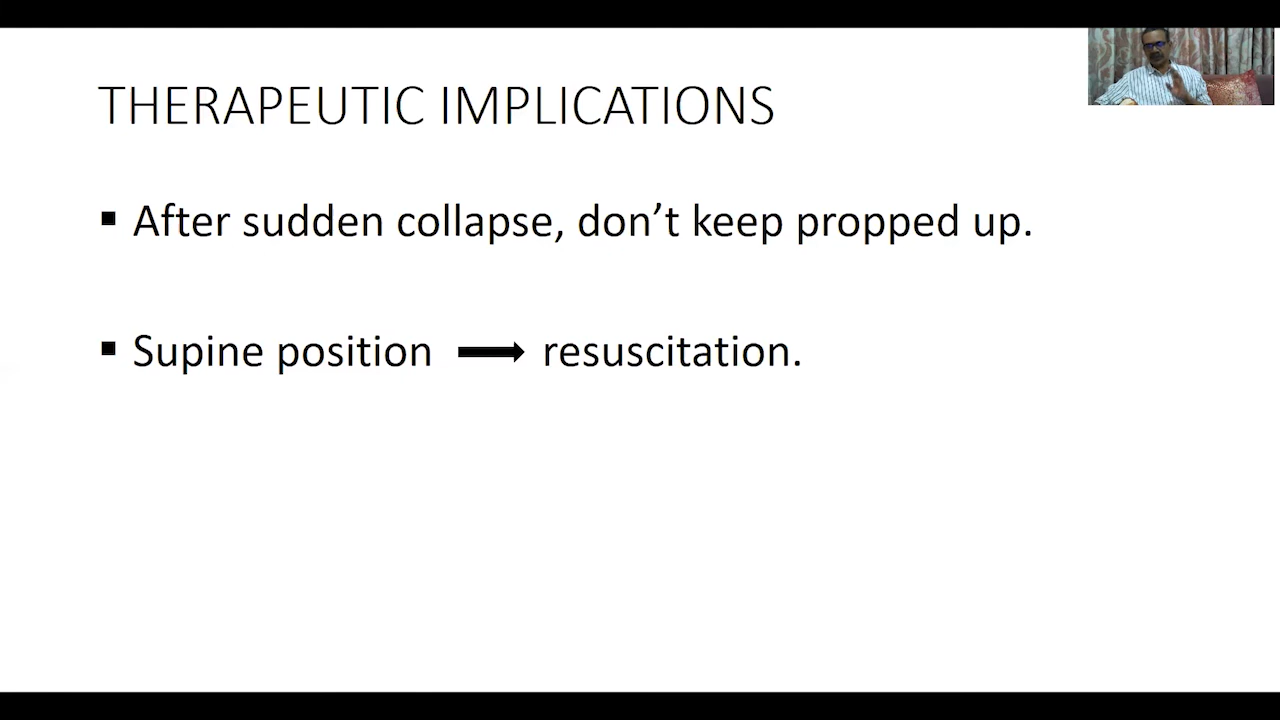 THERAPEUTIC IMPLICATIONS
▪ After sudden collapse, don’t keep propped up.
▪ Supine position ➡ resuscitation.